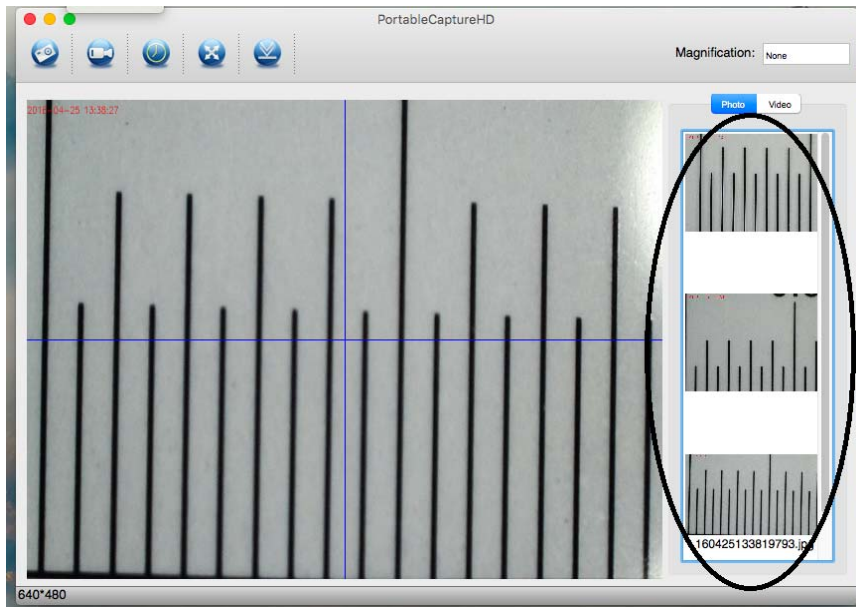 PortableCaptureHD
Magnification:
None
2016-04-25 13:38:27
Photo
Video
160425133819793.jpg
640*480